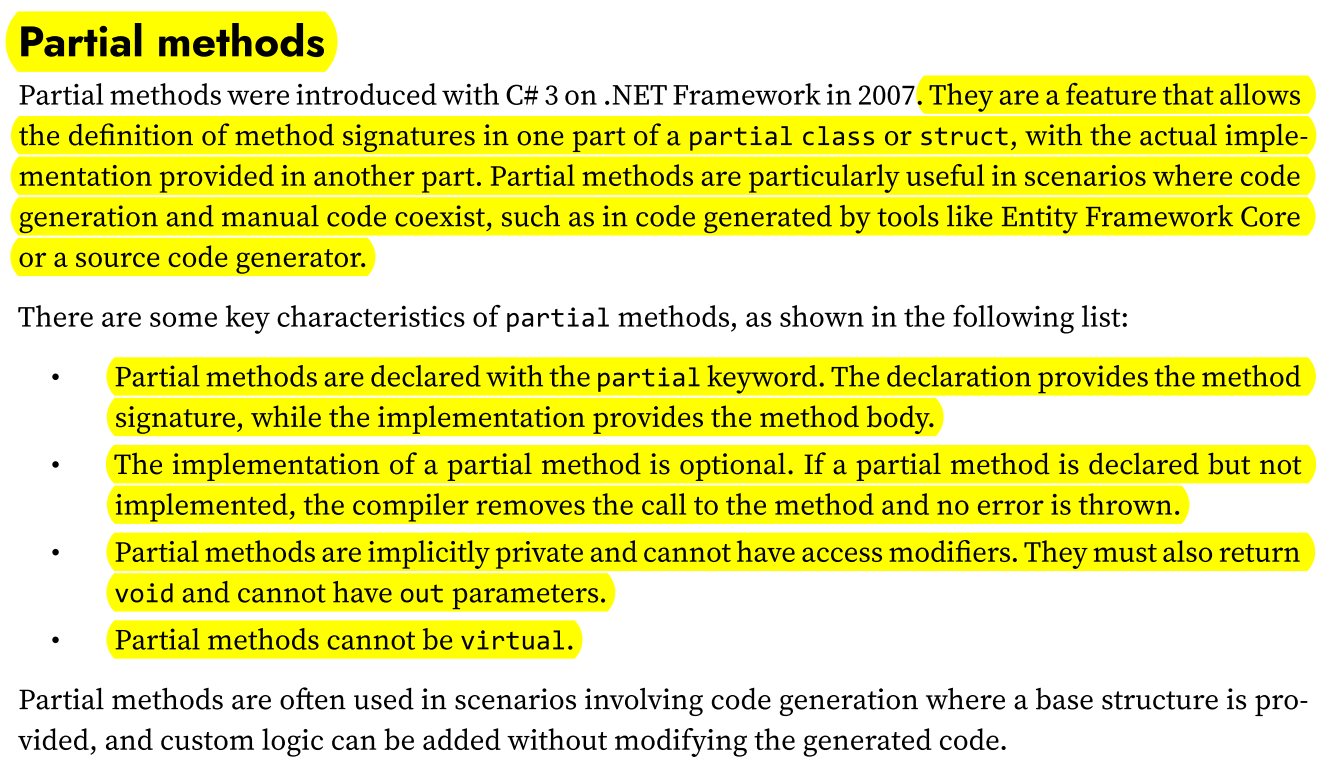 Partial methods
Partial methods were introduced with C# 3 on .NET Framework in 2007. They are a feature that allows
the definition of method signatures in one part of a partial class or struct, with the actual imple-
mentation provided in another part. Partial methods are particularly useful in scenarios where code
generation and manual code coexist, such as in code generated by tools like Entity Framework Core
or a source code generator.
There are some key characteristics of partial methods, as shown in the following list:
• Partial methods are declared with the partial keyword. The declaration provides the method
signature, while the implementation provides the method body.
• The implementation of a partial method is optional. If a partial method is declared but not
implemented, the compiler removes the call to the method and no error is thrown.
• Partial methods are implicitly private and cannot have access modifiers. They must also return
void and cannot have out parameters.
• Partial methods cannot be virtual.
Partial methods are often used in scenarios involving code generation where a base structure is pro-
vided, and custom logic can be added without modifying the generated code.